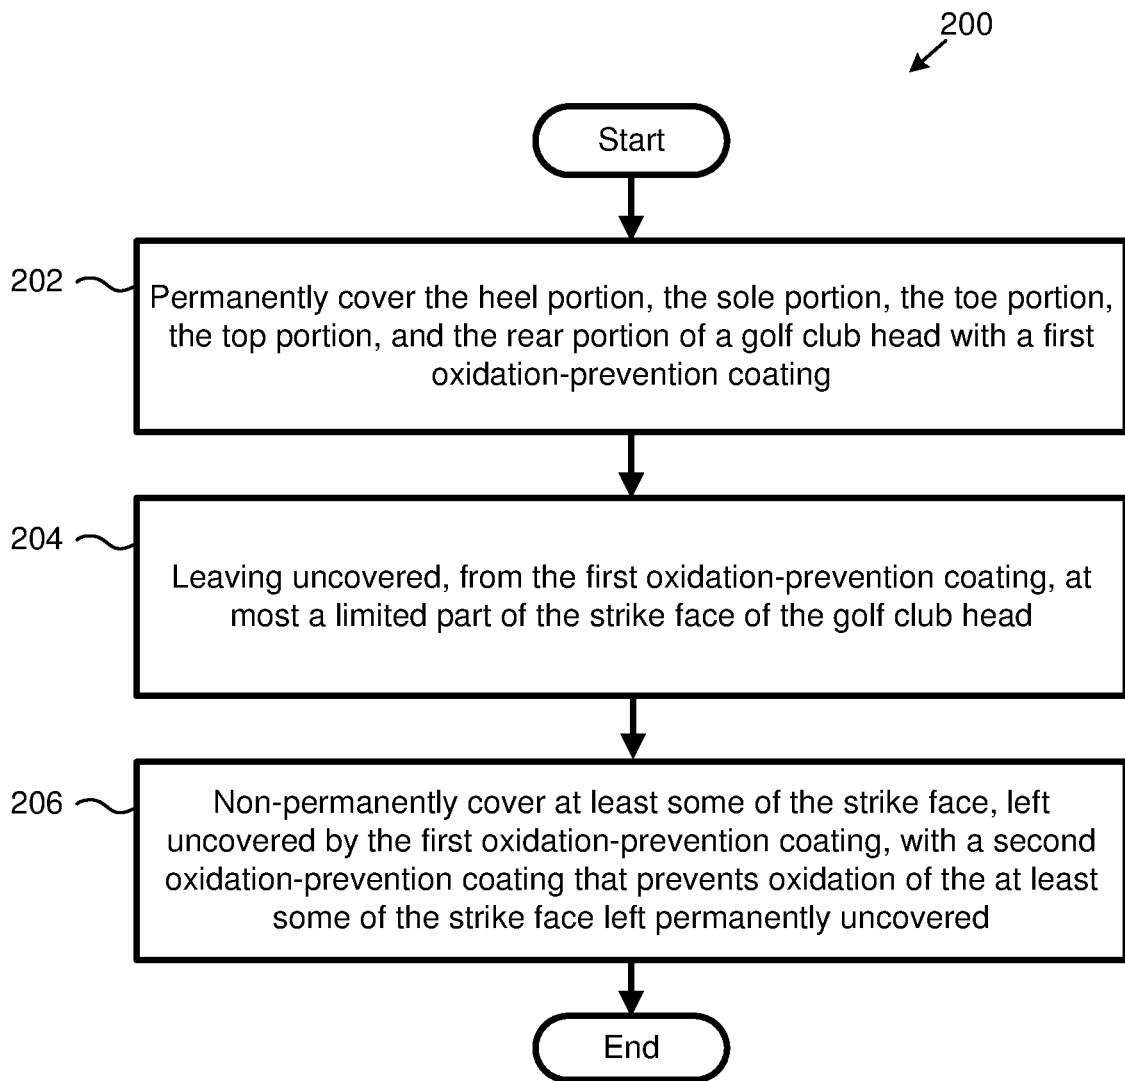 200
Start
202
Permanently cover the heel portion, the sole portion, the toe portion,
the top portion, and the rear portion of a golf club head with a first
oxidation-prevention coating
204
Leaving uncovered, from the first oxidation-prevention coating, at
most a limited part of the strike face of the golf club head
206
Non-permanently cover at least some of the strike face, left
uncovered by the first oxidation-prevention coating, with a second
oxidation-prevention coating that prevents oxidation of the at least
some of the strike face left permanently uncovered
End